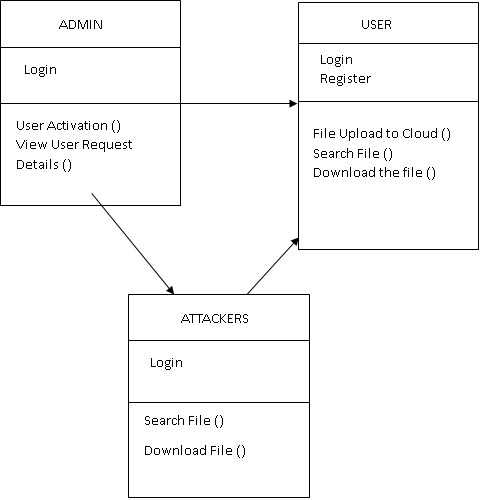 ADMIN
Login
User Activation ()
View User Request
Details ()
USER
Login
Register
File Upload to Cloud ()
Search File ()
Download the file ()
ATTACKERS
Login
Search File ()
Download File ()